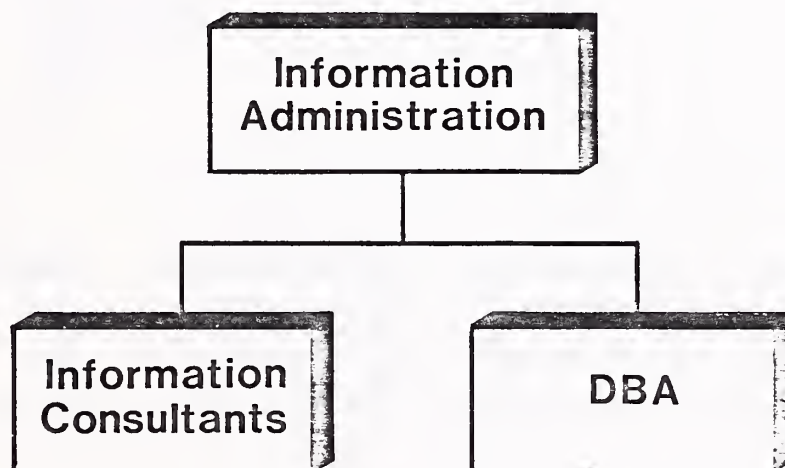 Information
Administration
Information
Consultants
DBA